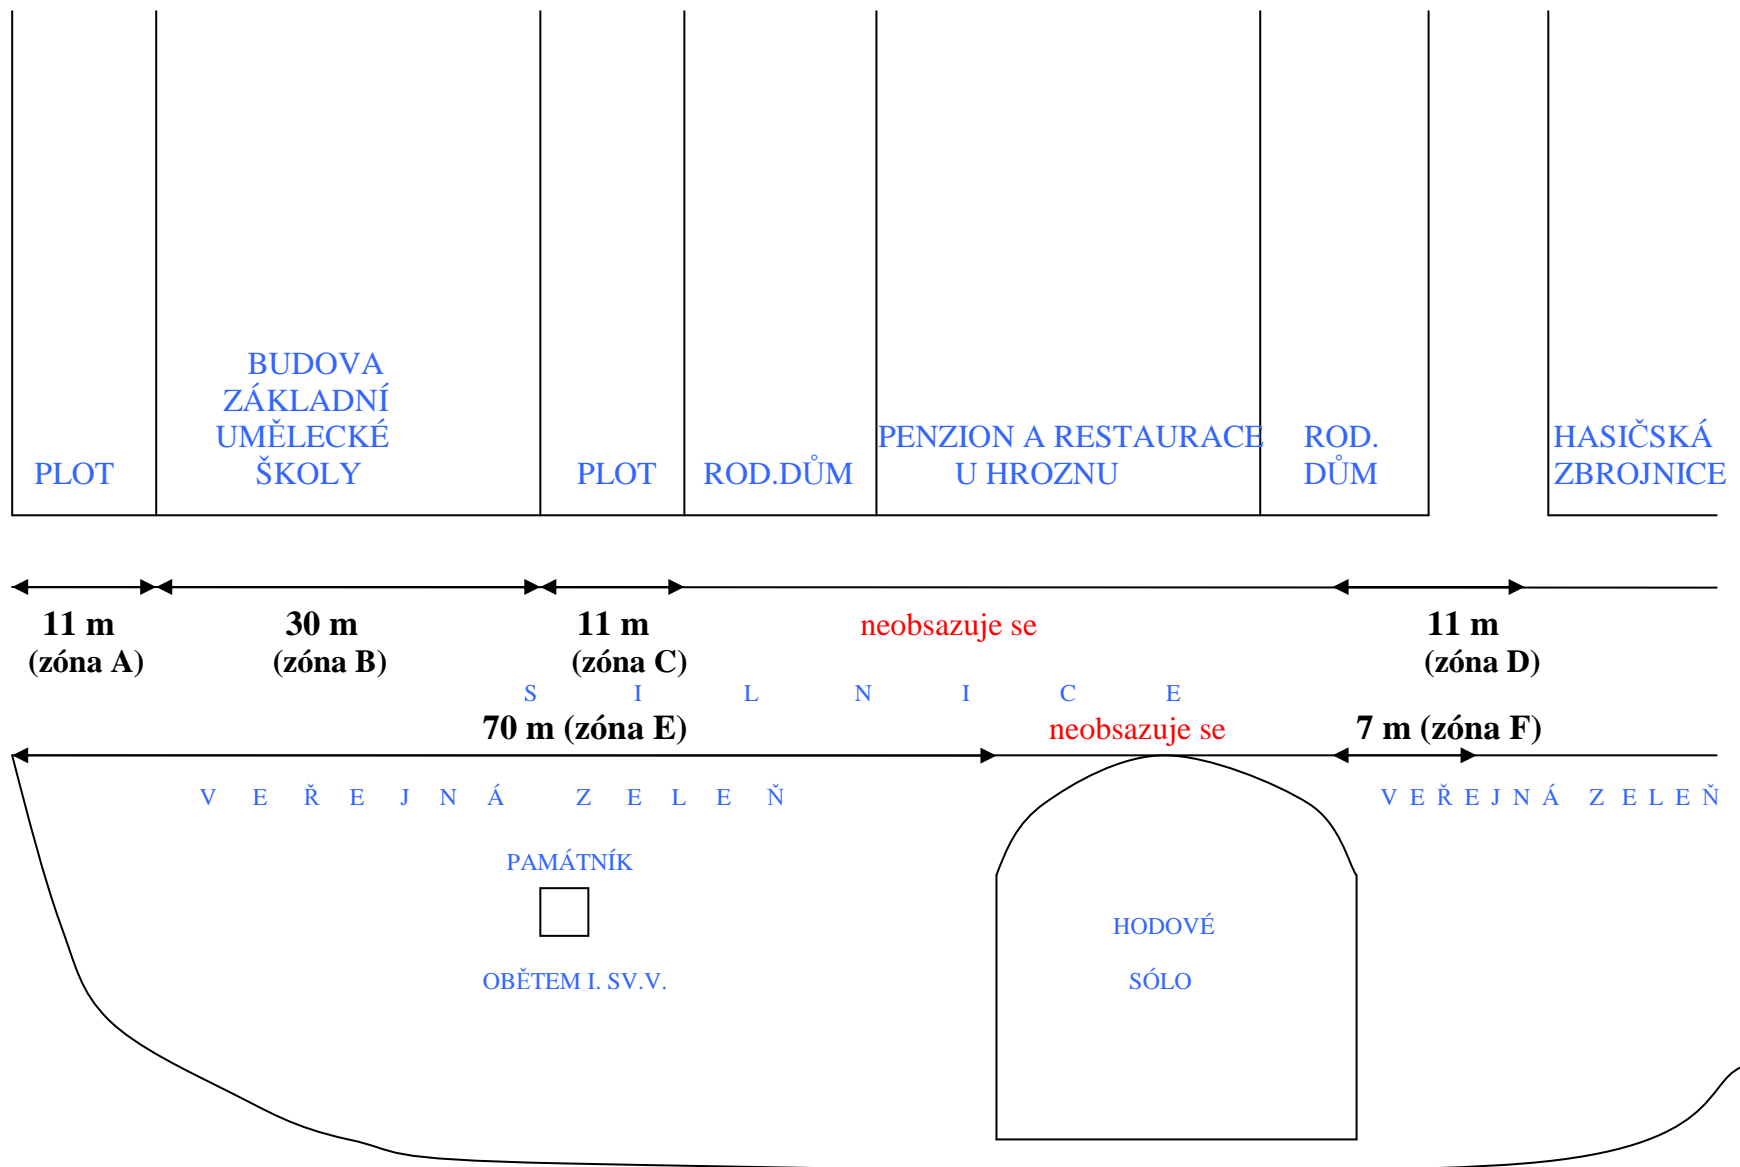 BUDOVA
ZÁKLADNÍ
UMĚLECKÉ
ŠKOLY
PLOT
PLOT
ROD.DŮM
PENZION A RESTAURACE
U HROZNU
ROD.
DŮM
HASIČSKÁ
ZBROJNICE
11 m
(zóna A)
30 m
(zóna B)
11 m
(zóna C)
neobsazuje se
11 m
(zóna D)
S I L N I C E
70 m (zóna E)
neobsazuje se
7 m (zóna F)
V E Ř E J N Á Z E L E Ň
V E Ř E J N Á Z E L E Ň
PAMÁTNÍK
OBĚTEM I. SV.V.
HODOVÉ
SÓLO